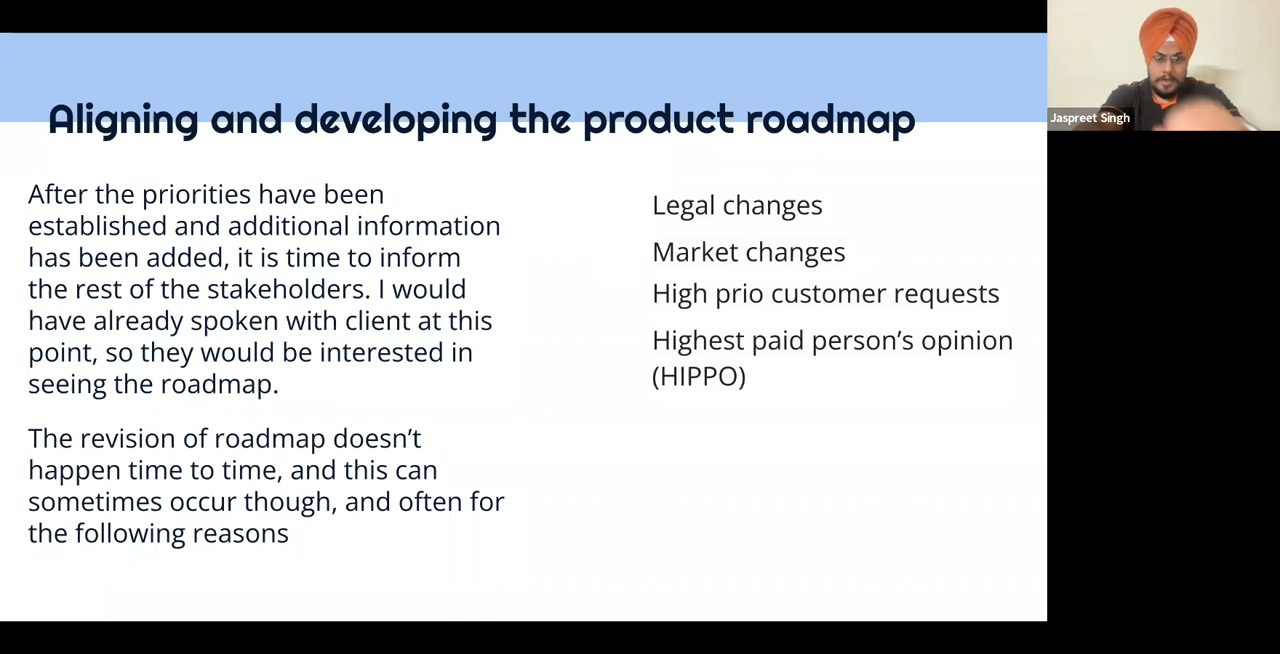 Aligning and developing the product roadmap
After the priorities have been
established and additional information
has been added, it is time to inform
the rest of the stakeholders. I would
have already spoken with client at this
point, so they would be interested in
seeing the roadmap.
The revision of roadmap doesn’t
happen time to time, and this can
sometimes occur though, and often for
the following reasons
Legal changes
Market changes
High prio customer requests
Highest paid person’s opinion
(HIPPO)
Jaspreet Singh